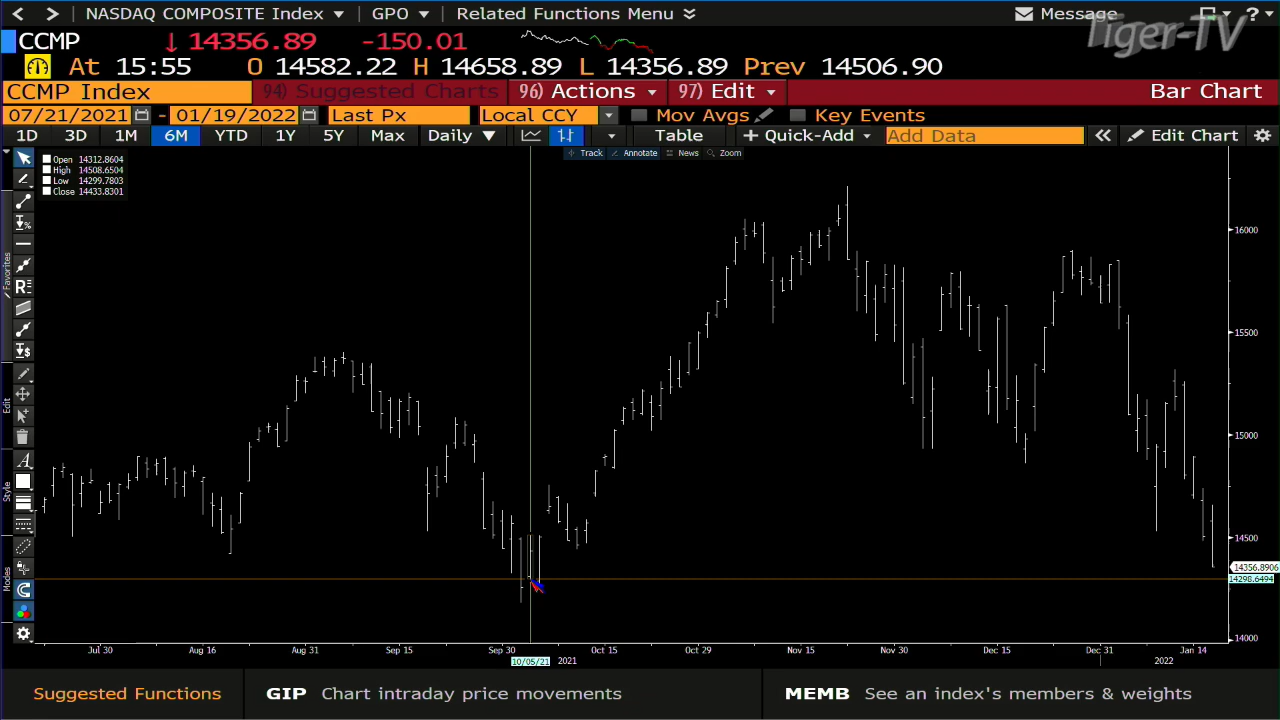 < > NASDAQ COMPOSITE Index GPO Related Functions Menu Message ?
Tiger-TV
CCMP ↓ 14356.89 -150.01
At 15:55 O 14582.22 H 14658.89 L 14356.89 Prev 14506.90
CCMP Index 94) Suggested Charts 96) Actions 97) Edit Bar Chart
07/21/2021 - 01/19/2022 Last Px Local CCY Mov Avgs Key Events
1D 3D 1M 6M YTD 1Y 5Y Max Daily ▼ Table + Quick-Add Add Data « Edit Chart
Track Annotate News Zoom
Open 14312.8604
High 14508.6504
Low 14299.7803
Close 14433.8301
Favorites
Edit
Style
Modes
16000
15500
15000
14500
14356.8906
14298.6494
14000
Jul 30 Aug 16 Aug 31 Sep 15 Sep 30 Oct 15 Oct 29 Nov 15 Nov 30 Dec 15 Dec 31 Jan 14
10/05/21 2021 2022
Suggested Functions GIP Chart intraday price movements MEMB See an index's members & weights